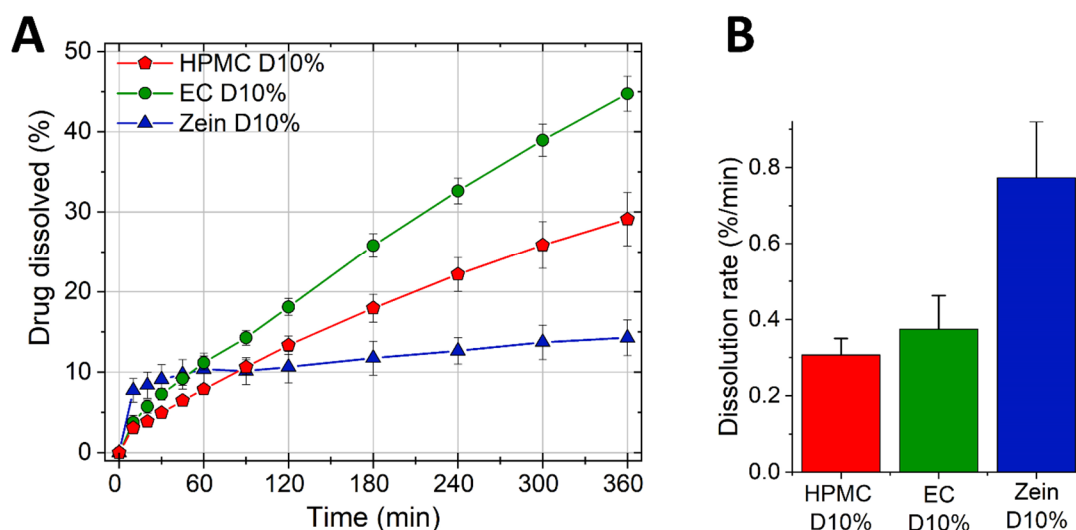 A
Drug dissolved (%)
50
40
30
20
10
0
HPMC D10%
EC D10%
Zein D10%
0 60 120 180 240 300 360
Time (min)
B
Dissolution rate (%/min)
0.8
0.6
0.4
0.2
0.0
HPMC EC Zein
D10% D10% D10%